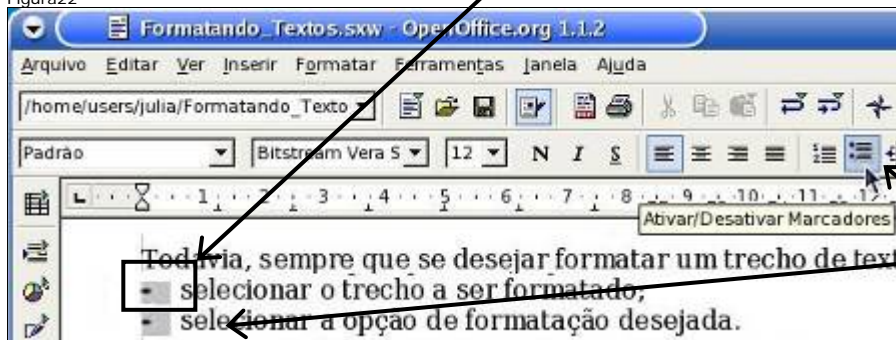 Figura22
Formatando_Textos.sxw - OpenOffice.org 1.1.2
Arquivo Editar Ver Inserir Formatar Ferramentas Janela Ajuda
/home/users/julia/Formatando_Texto
Padrão Bitstream Vera S 12 N I S
1 2 3 4 5 6 7 8 9 10 11 12
Ativar/Desativar Marcadores
Todavia, sempre que se desejar formatar um trecho de tex
- selecionar o trecho a ser formatado;
- selecionar a opção de formatação desejada.